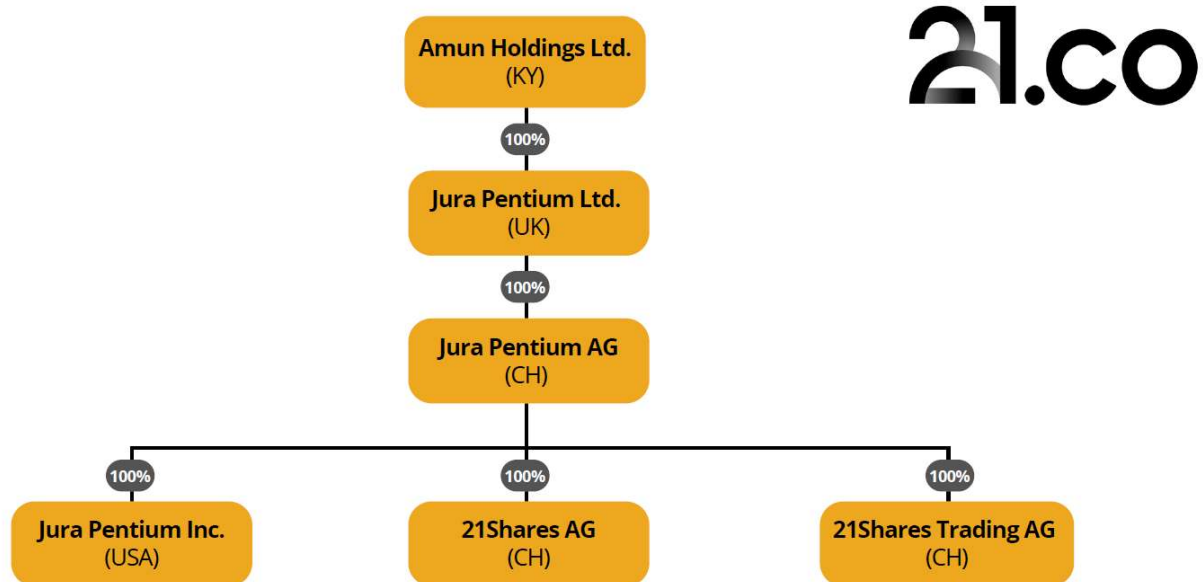 21.co
Amun Holdings Ltd.
(KY)
100%
Jura Pentium Ltd.
(UK)
100%
Jura Pentium AG
(CH)
100%
100%
100%
Jura Pentium Inc.
(USA)
21Shares AG
(CH)
21Shares Trading AG
(CH)